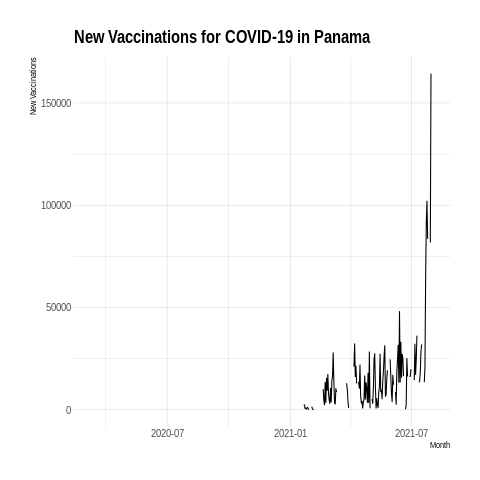 New Vaccinations for COVID-19 in Panama
New Vaccinations
150000
100000
50000
0
2020-07 2021-01 2021-07
Month